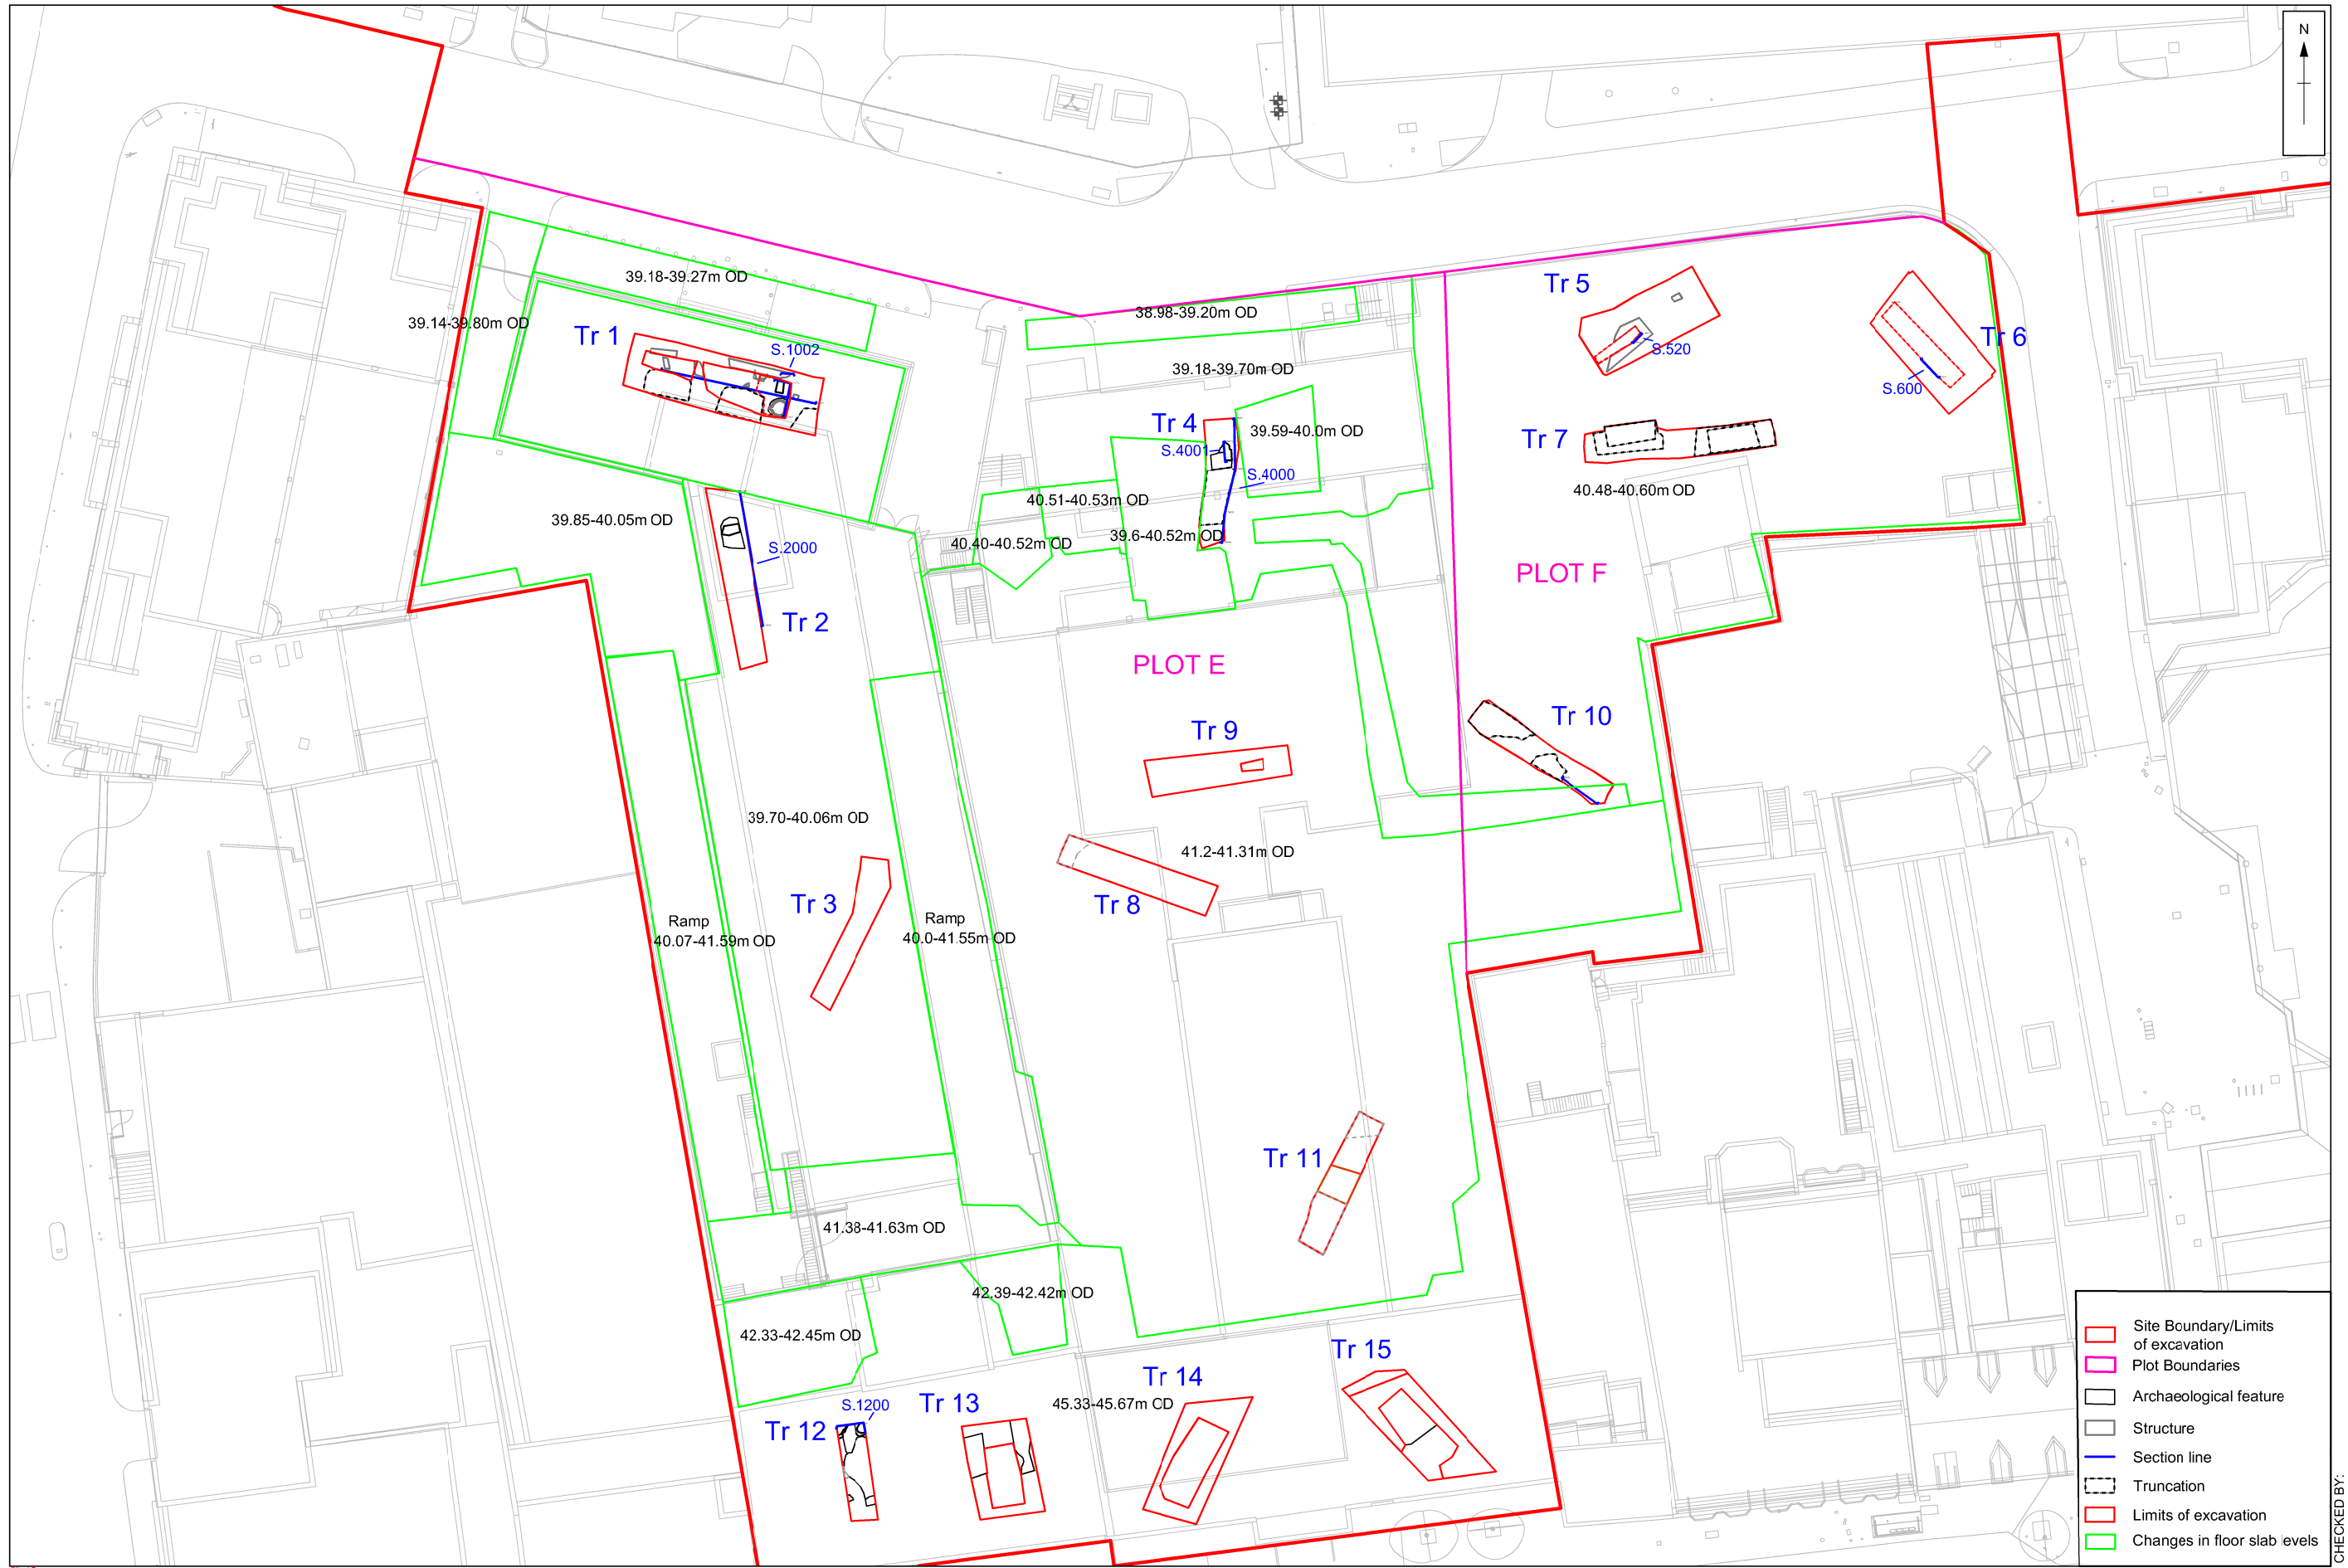 N
39.18-39.27m OD
39.14-39.80m OD
Tr 1
S.1002
38.98-39.20m OD
39.18-39.70m OD
Tr 5
S.520
Tr 6
S.600
Tr 4
S.4001
39.59-40.0m OD
S.4000
Tr 7
40.48-40.60m OD
40.51-40.53m OD
39.6-40.52m OD
40.40-40.52m OD
39.85-40.05m OD
S.2000
Tr 2
PLOT F
PLOT E
Tr 9
Tr 10
39.70-40.06m OD
41.2-41.31m OD
Tr 3
Tr 8
Ramp
40.07-41.59m OD
Ramp
40.0-41.55m OD
Tr 11
41.38-41.63m OD
42.39-42.42m OD
42.33-42.45m OD
Tr 15
Tr 14
45.33-45.67m OD
Tr 13
S.1200
Tr 12
Site Boundary/Limits
of excavation
Plot Boundaries
Archaeological feature
Structure
Section line
Truncation
Limits of excavation
Changes in floor slab levels
CHECKED BY: